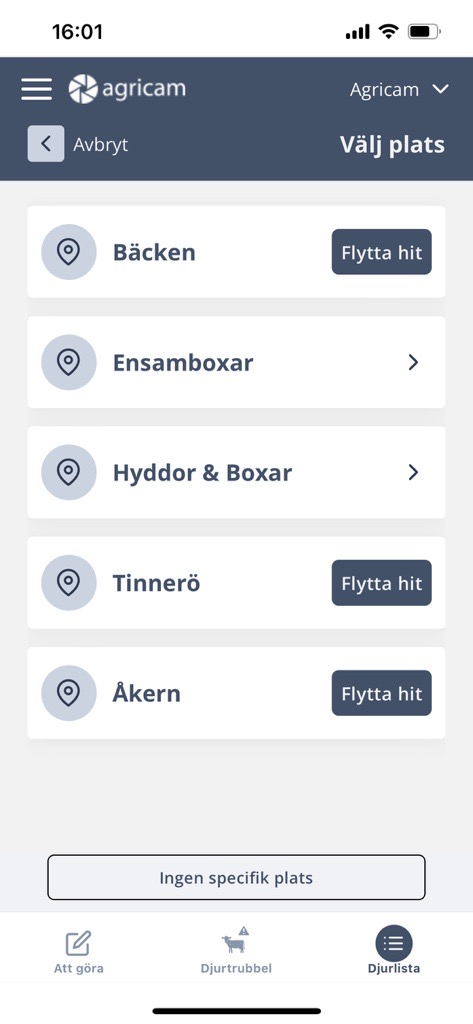 16:01
agricam
Agricam
Avbryt
Välj plats
Bäcken
Flytta hit
Ensamboxar
Hyddor & Boxar
Tinnerö
Flytta hit
Åkern
Flytta hit
Ingen specifik plats
Att göra
Djurtrubbel
Djurlista